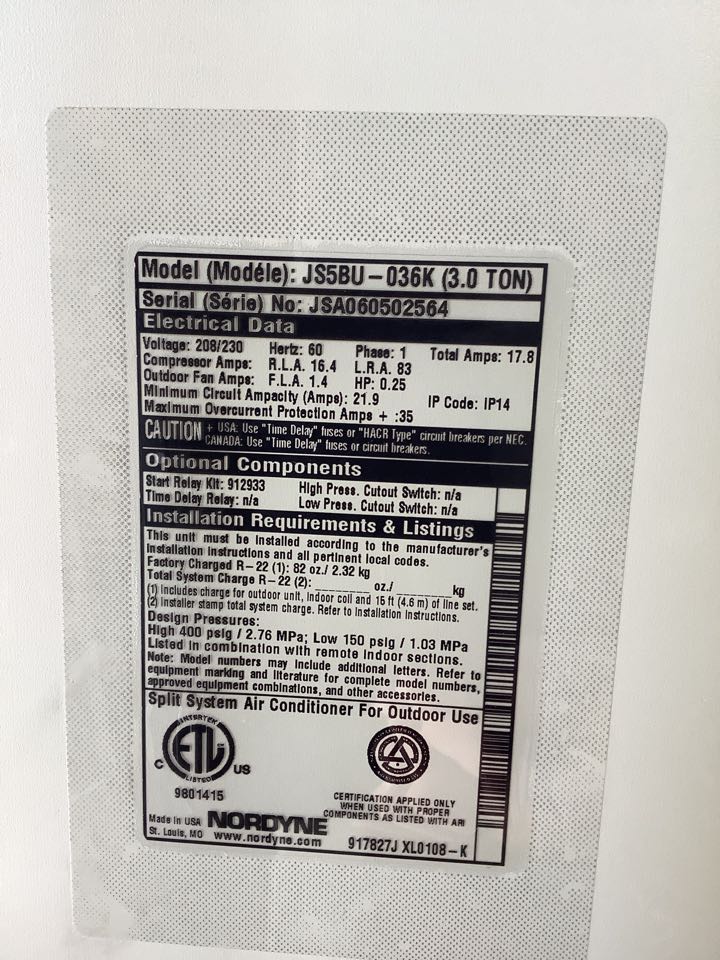 Model (Modéle): JS5BU-036K (3.0 TON)
Serial (Série) No: JSA060502564
Electrical Data
Voltage: 208/230 Hertz: 60 Phase: 1 Total Amps: 17.8
Compressor Amps: R.L.A. 16.4 L.R.A. 83
Outdoor Fan Amps: F.L.A. 1.4 HP: 0.25
Minimum Circuit Ampacity (Amps): 21.9 IP Code: IP14
Maximum Overcurrent Protection Amps + :35
CAUTION + USA: Use "Time Delay" fuses or "HACR Type" circuit breakers per NEC.
CANADA: Use "Time Delay" fuses or circuit breakers.
Optional Components
Start Relay Kit: 912933 High Press. Cutout Switch: n/a
Time Delay Relay: n/a Low Press. Cutout Switch: n/a
Installation Requirements & Listings
This unit must be installed according to the manufacturer's
installation instructions and all pertinent local codes.
Factory Charged R-22 (1): 82 oz./ 2.32 kg
Total System Charge R-22 (2): ________ oz./ ________ kg
(1) Includes charge for outdoor unit, indoor coil and 15 ft (4.6 m) of line set.
(2) Installer stamp total system charge. Refer to Installation Instructions.
Design Pressures:
High 400 psig / 2.76 MPa; Low 150 psig / 1.03 MPa
Listed in combination with remote indoor sections.
Note: Model numbers may include additional letters. Refer to
equipment marking and literature for complete model numbers,
approved equipment combinations, and other accessories.
Split System Air Conditioner For Outdoor Use
INTERTEK
C ETL US
LISTED
9801415
CERTIFICATION APPLIED ONLY
WHEN USED WITH PROPER
COMPONENTS AS LISTED WITH ARI
Made in USA NORDYNE
St. Louis, MO www.nordyne.com 917827J XL0108-K